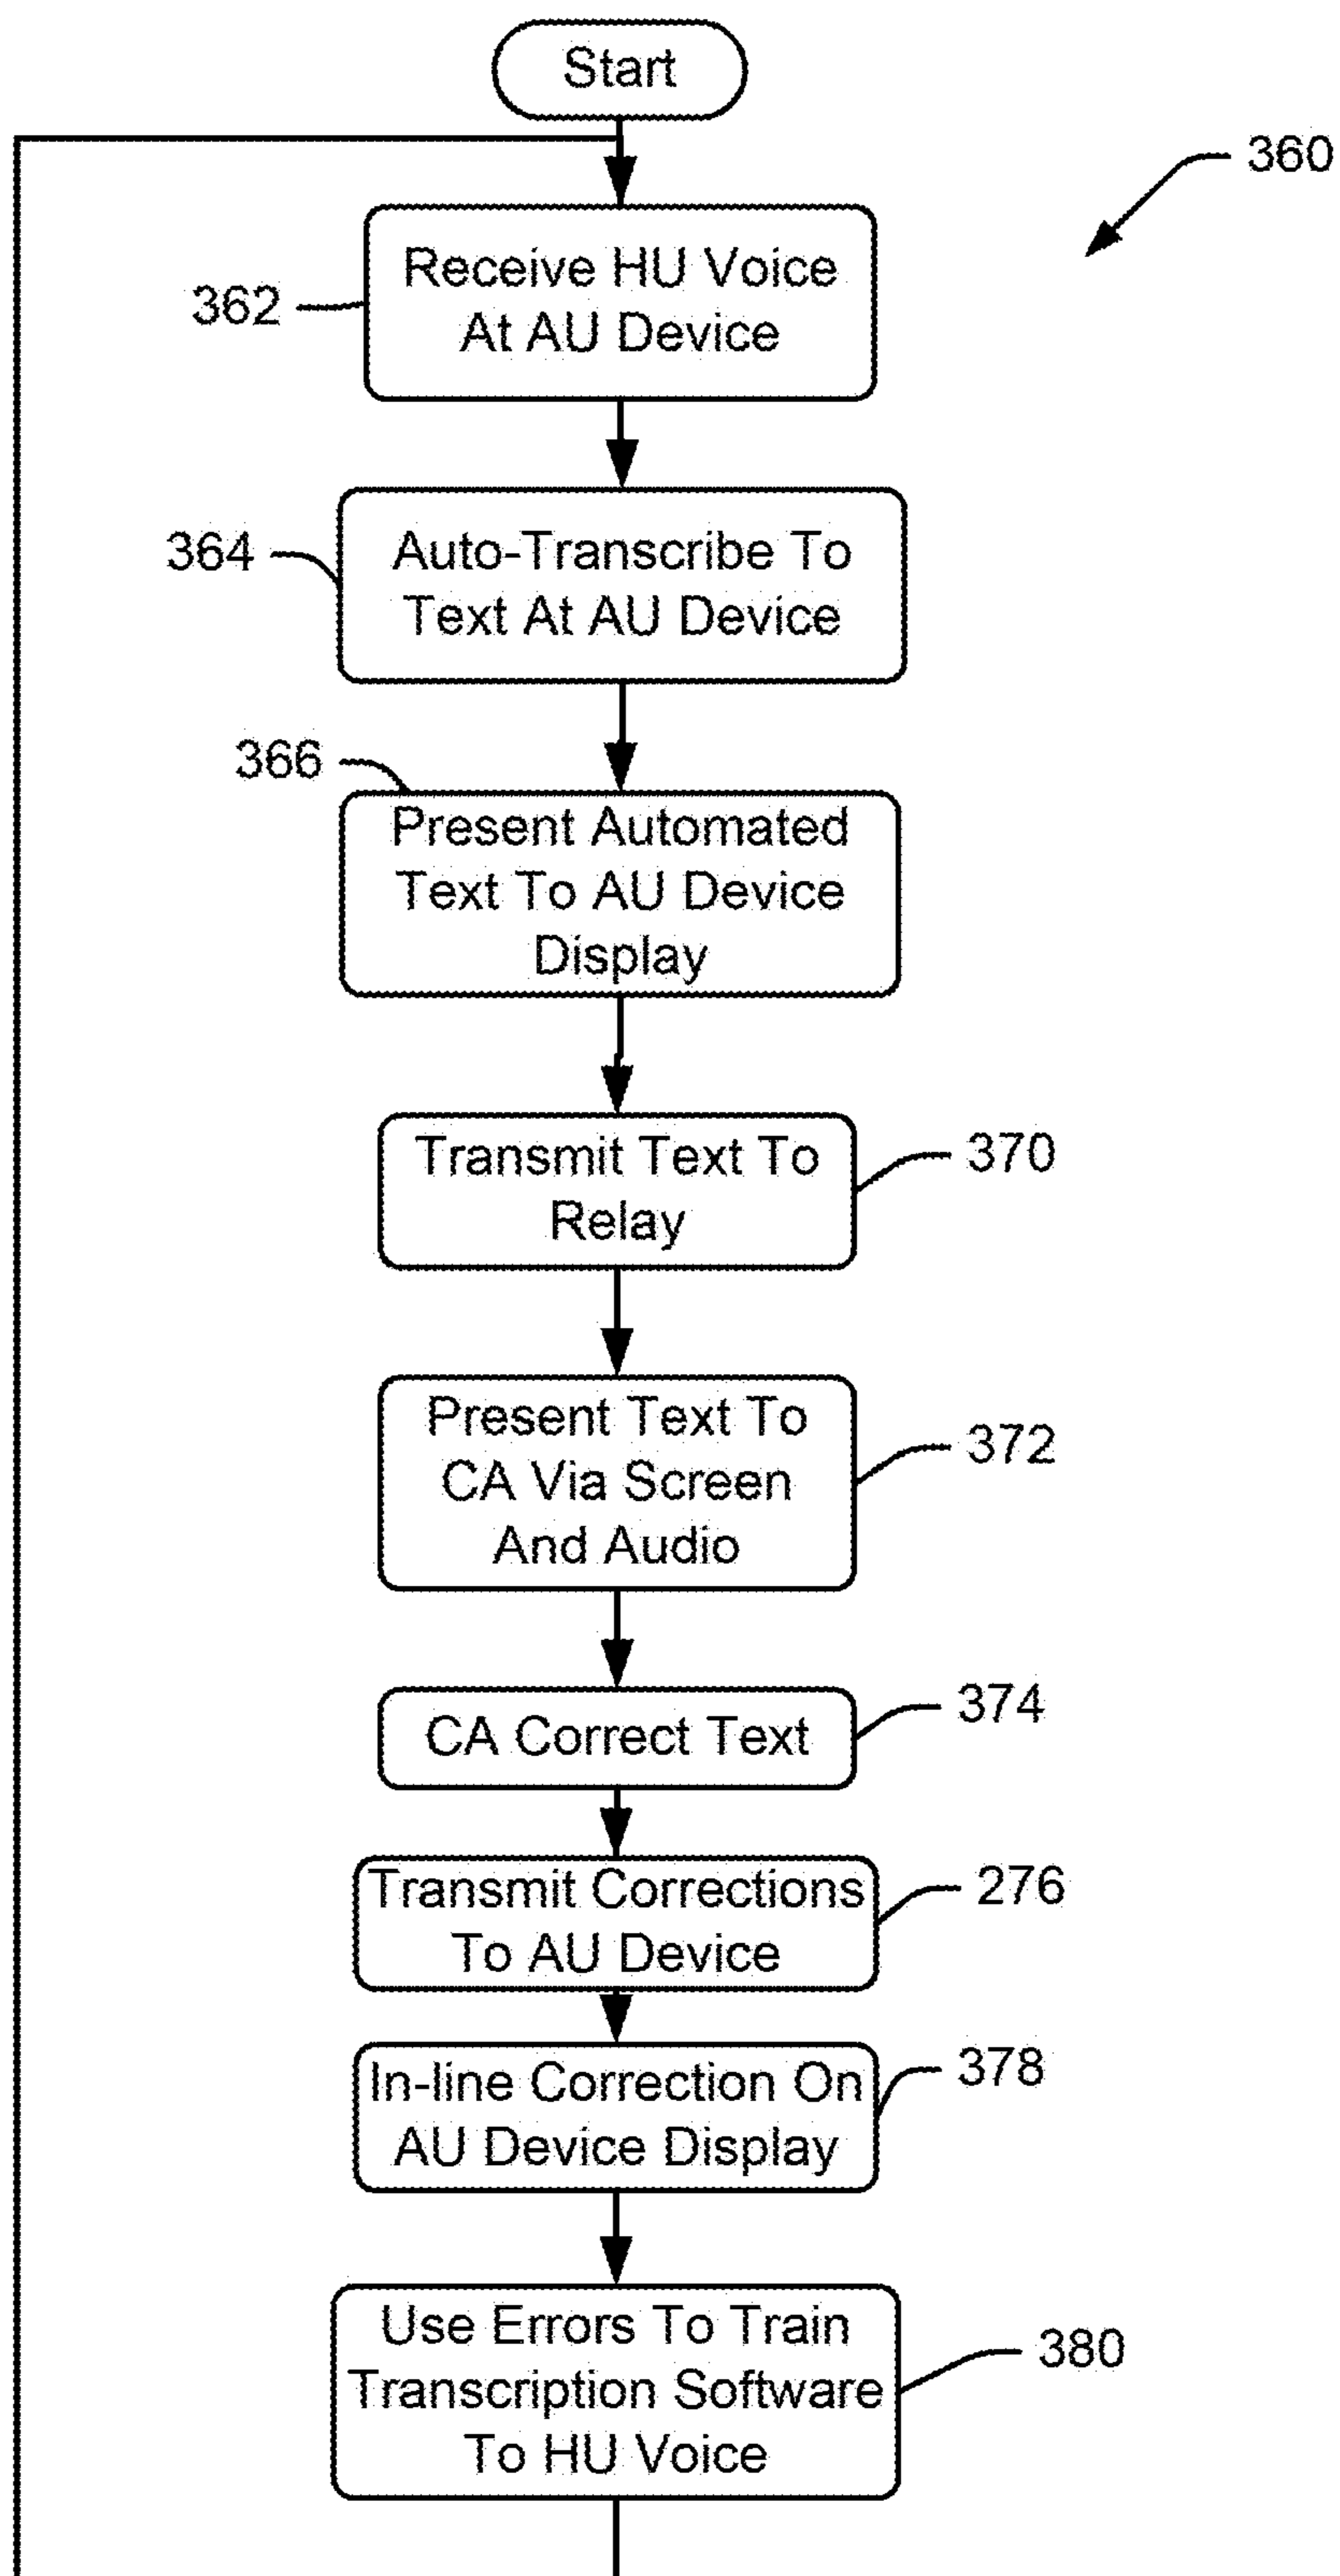 Start
360
Receive HU Voice
At AU Device
362
Auto-Transcribe To
Text At AU Device
364
366
Present Automated
Text To AU Device
Display
Transmit Text To
Relay
370
Present Text To
CA Via Screen
And Audio
372
CA Correct Text
374
Transmit Corrections
To AU Device
276
In-line Correction On
AU Device Display
378
Use Errors To Train
Transcription Software
To HU Voice
380